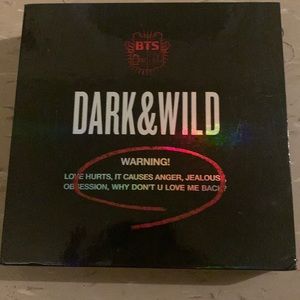 BTS
DARK&WILD
WARNING!
LOVE HURTS, IT CAUSES ANGER, JEALOUSY,
OBSESSION, WHY DON'T U LOVE ME BACK?